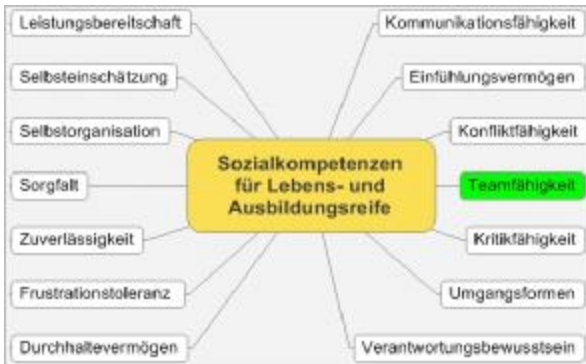 Leistungsbereitschaft
Kommunikationsfähigkeit
Selbsteinschätzung
Einfühlungsvermögen
Selbstorganisation
Konfliktfähigkeit
Sozialkompetenzen
für Lebens- und
Ausbildungsreife
Sorgfalt
Teamfähigkeit
Zuverlässigkeit
Kritikfähigkeit
Frustrationstoleranz
Umgangsformen
Durchhaltevermögen
Verantwortungsbewusstsein